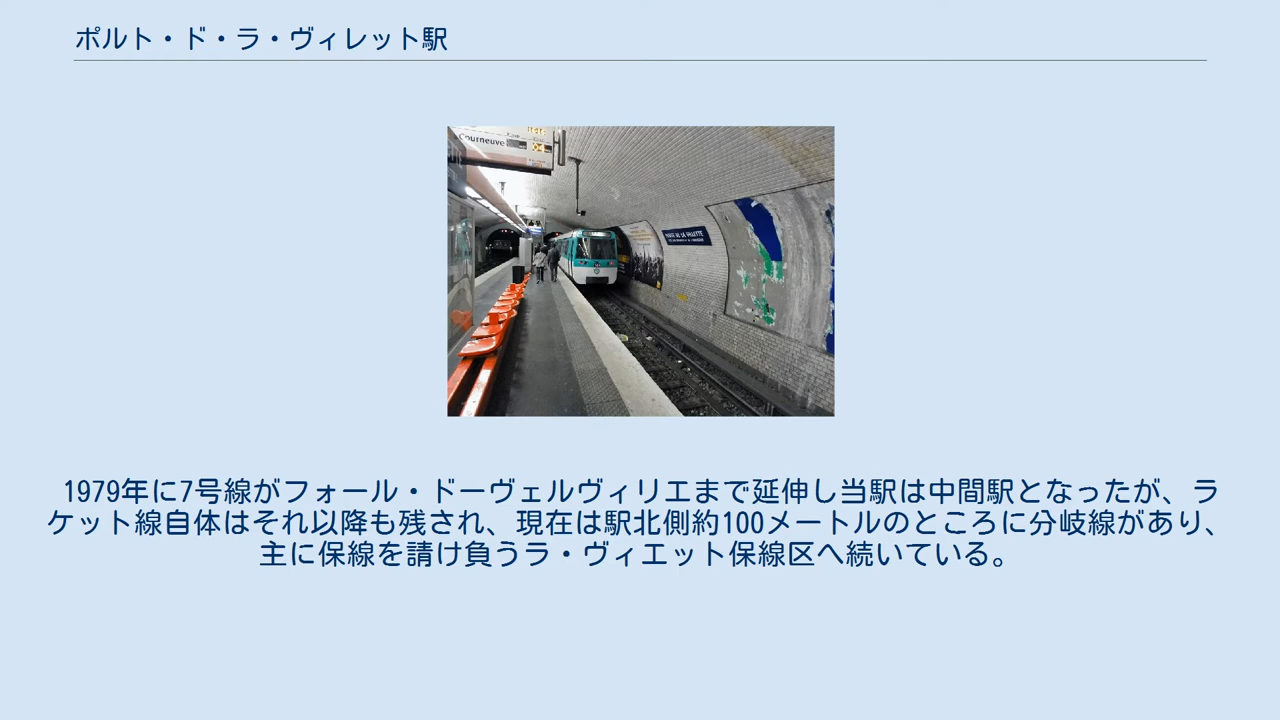 ポルト・ド・ラ・ヴィレット駅
Courneuve
PORTE DE LA VILLETTE
1979年に7号線がフォール・ドーヴェルヴィリエまで延伸し当駅は中間駅となったが、ラ
ケット線自体はそれ以降も残され、現在は駅北側約100メートルのところに分岐線があり、
主に保線を請け負うラ・ヴィエット保線区へ続いている。